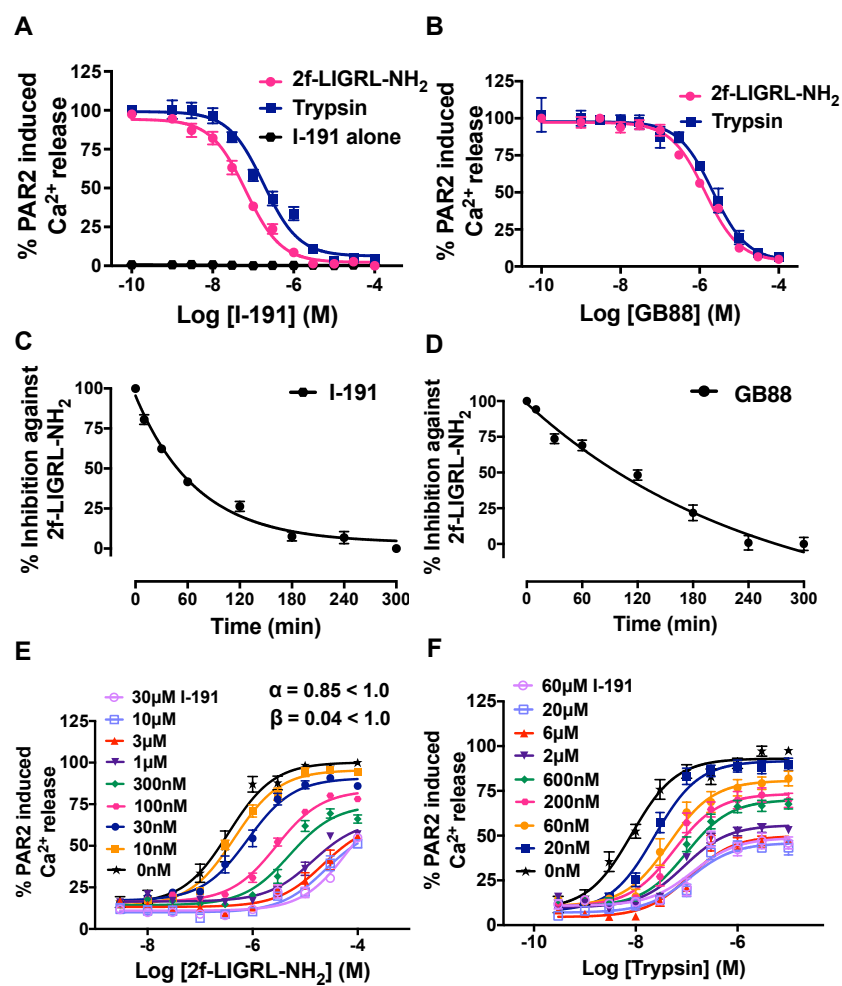 A
% PAR2 induced
Ca²⁺ release
125
100
75
50
25
0
2f-LIGRL-NH₂
Trypsin
I-191 alone
-10
-8
-6
-4
Log [I-191] (M)
B
% PAR2 induced
Ca²⁺ release
125
100
75
50
25
0
2f-LIGRL-NH₂
Trypsin
-10
-8
-6
-4
Log [GB88] (M)
C
% Inhibition against
2f-LIGRL-NH₂
100
75
50
25
0
I-191
0
60
120
180
240
300
Time (min)
D
% Inhibition against
2f-LIGRL-NH₂
100
75
50
25
0
GB88
0
60
120
180
240
300
Time (min)
E
30µM I-191
10µM
3µM
1µM
300nM
100nM
30nM
10nM
0nM
α = 0.85 < 1.0
β = 0.04 < 1.0
% PAR2 induced
Ca²⁺ release
125
100
75
50
25
0
-8
-6
-4
Log [2f-LIGRL-NH₂] (M)
F
60µM I-191
20µM
6µM
2µM
600nM
200nM
60nM
20nM
0nM
% PAR2 induced
Ca²⁺ release
125
100
75
50
25
0
-10
-8
-6
Log [Trypsin] (M)